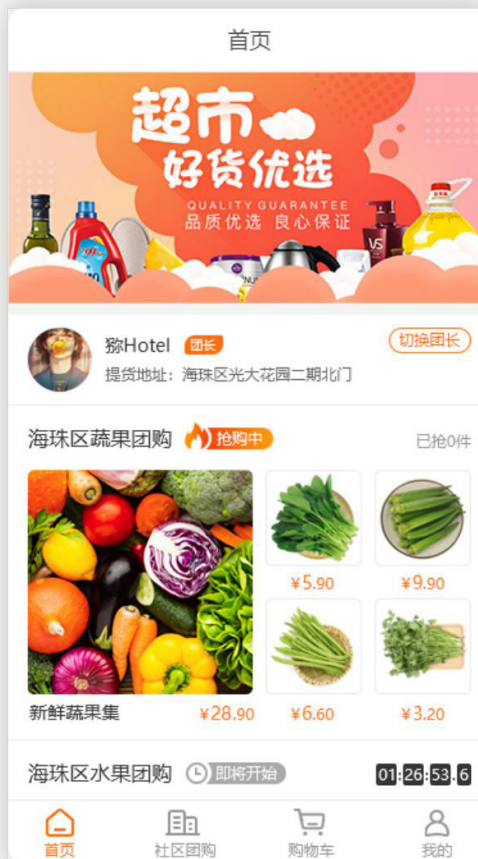 首页
超市
好货优选
QUALITY GUARANTEE
品质优选 良心保证
VS
猕Hotel 团长 切换团长
提货地址：海珠区光大花园二期北门
海珠区蔬果团购 抢购中 已抢0件
¥5.90 ¥9.90
新鲜蔬果集 ¥28.90 ¥6.60 ¥3.20
海珠区水果团购 即将开始 01:26:53.6
首页 社区团购 购物车 我的